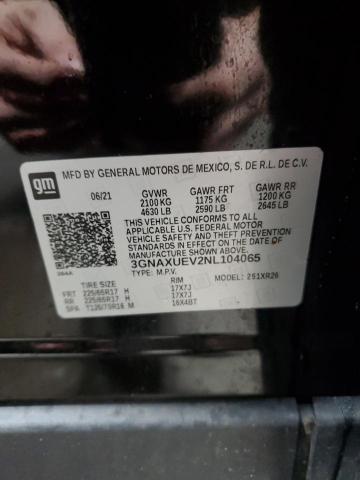 gm
MFD BY GENERAL MOTORS DE MEXICO, S. DE R.L. DE C.V.
06/21 GVWR GAWR FRT GAWR RR
2100 KG 1175 KG 1200 KG
4630 LB 2590 LB 2645 LB
THIS VEHICLE CONFORMS TO ALL
APPLICABLE U.S. FEDERAL MOTOR
VEHICLE SAFETY AND THEFT PREVENTION
STANDARDS IN EFFECT ON THE DATE OF
MANUFACTURE SHOWN ABOVE.
3GNAXUEV2NL104065
TYPE: M.P.V. MODEL: 251XR26
TIRE SIZE RIM
FRT 225/65R17 H 17X7J
RR 225/65R17 H 17X7J
SPA T135/70R16 M 16X4BT